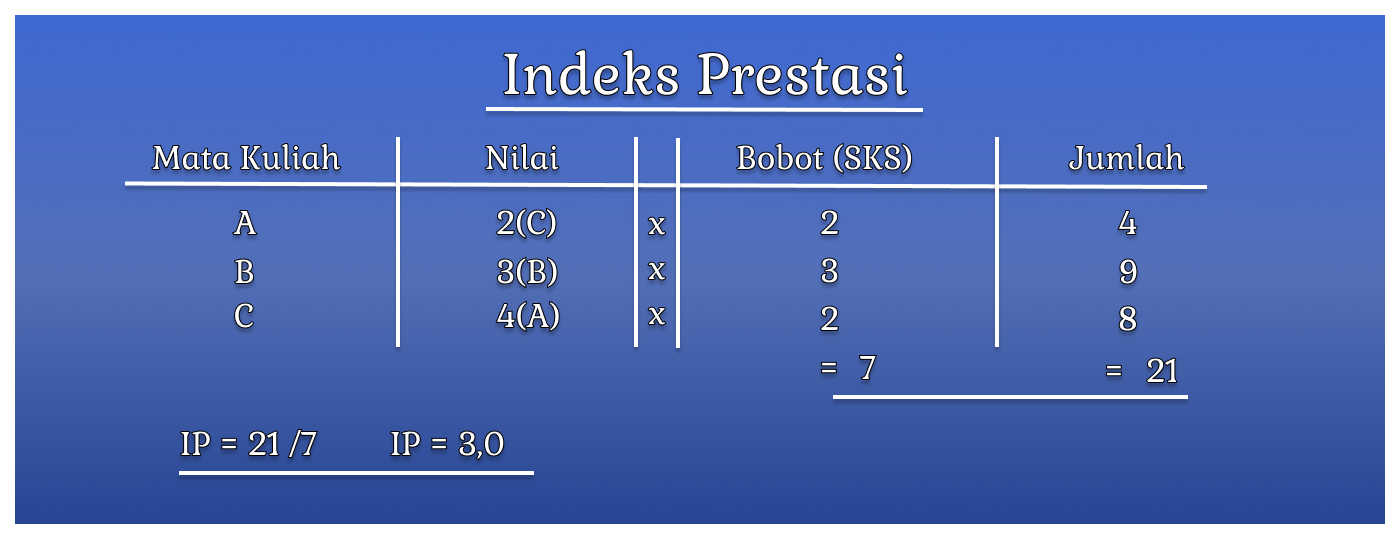 Indeks Prestasi
Mata Kuliah Nilai Bobot (SKS) Jumlah
A 2(C) x 2 4
B 3(B) x 3 9
C 4(A) x 2 8
= 7 = 21
IP = 21 /7 IP = 3,0